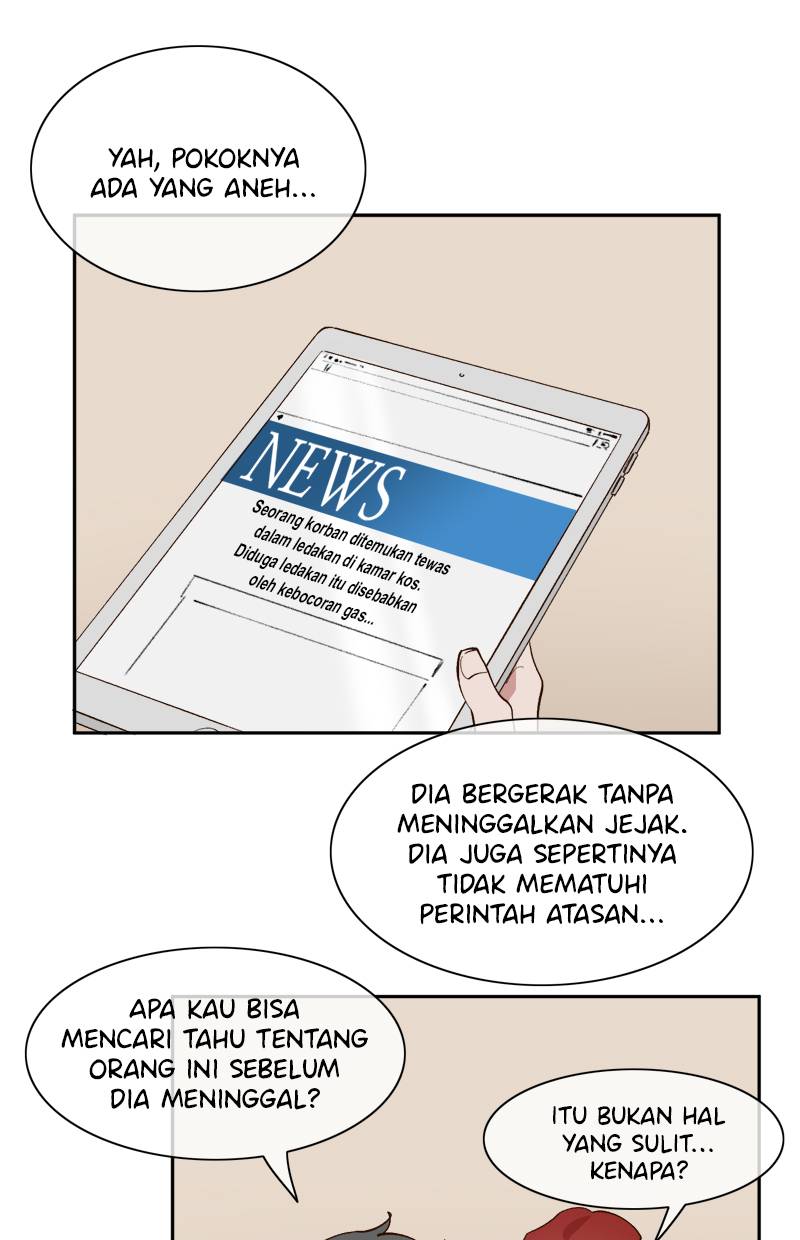 YAH, POKOKNYA
ADA YANG ANEH...
NEWS
Seorang korban ditemukan tewas
dalam ledakan di kamar kos.
Diduga ledakan itu disebabkan
oleh kebocoran gas...
DIA BERGERAK TANPA
MENINGGALKAN JEJAK.
DIA JUGA SEPERTINYA
TIDAK MEMATUHI
PERINTAH ATASAN...
APA KAU BISA
MENCARI TAHU TENTANG
ORANG INI SEBELUM
DIA MENINGGAL?
ITU BUKAN HAL
YANG SULIT...
KENAPA?